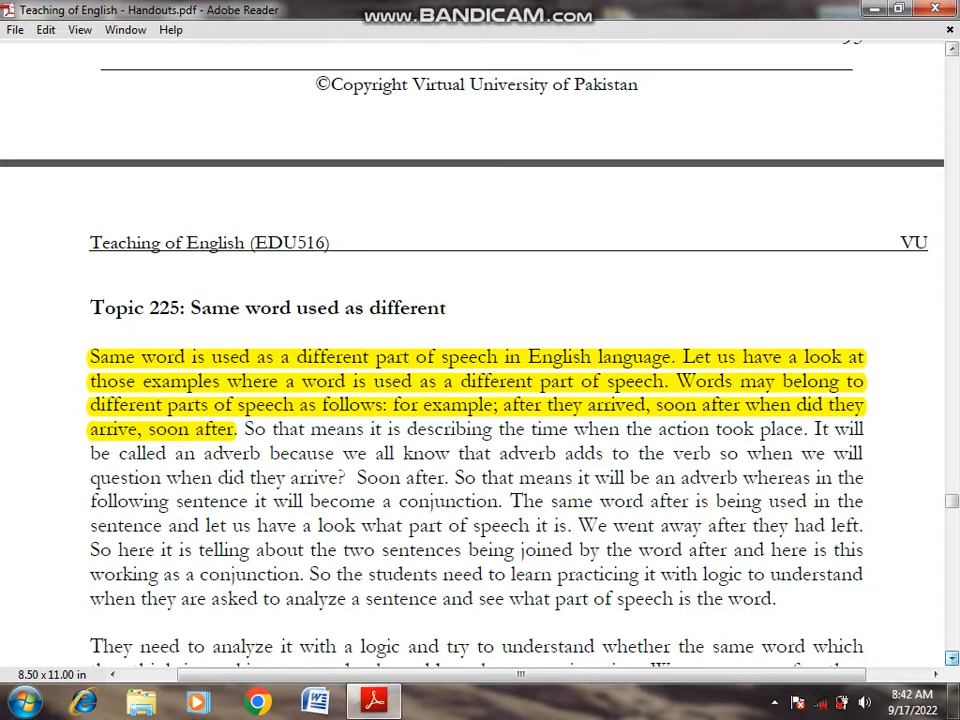 Teaching of English - Handouts.pdf - Adobe Reader
www.BANDICAM.com
File Edit View Window Help
©Copyright Virtual University of Pakistan
Teaching of English (EDU516) VU
Topic 225: Same word used as different
Same word is used as a different part of speech in English language. Let us have a look at
those examples where a word is used as a different part of speech. Words may belong to
different parts of speech as follows: for example; after they arrived, soon after when did they
arrive, soon after. So that means it is describing the time when the action took place. It will
be called an adverb because we all know that adverb adds to the verb so when we will
question when did they arrive? Soon after. So that means it will be an adverb whereas in the
following sentence it will become a conjunction. The same word after is being used in the
sentence and let us have a look what part of speech it is. We went away after they had left.
So here it is telling about the two sentences being joined by the word after and here is this
working as a conjunction. So the students need to learn practicing it with logic to understand
when they are asked to analyze a sentence and see what part of speech is the word.
They need to analyze it with a logic and try to understand whether the same word which
8.50 x 11.00 in
8:42 AM
9/17/2022